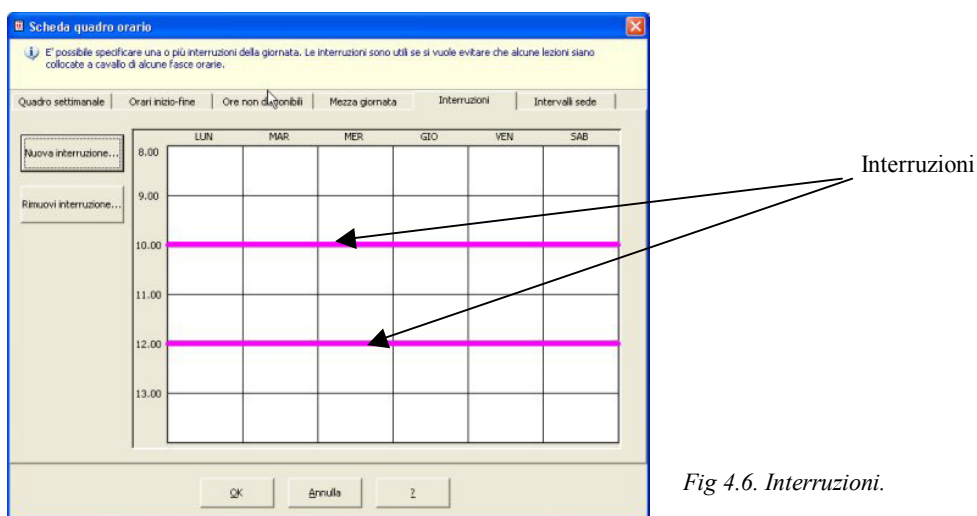 Scheda quadro orario
E' possibile specificare una o più interruzioni della giornata. Le interruzioni sono utili se si vuole evitare che alcune lezioni siano
collocate a cavallo di alcune fasce orarie.
Quadro settimanale Orari inizio-fine Ore non disponibili Mezza giornata Interruzioni Intervalli sede
Nuova interruzione...
Rimuovi interruzione...
LUN MAR MER GIO VEN SAB
8.00
9.00
10.00
11.00
12.00
13.00
OK Annulla ?
Interruzioni
Fig 4.6. Interruzioni.